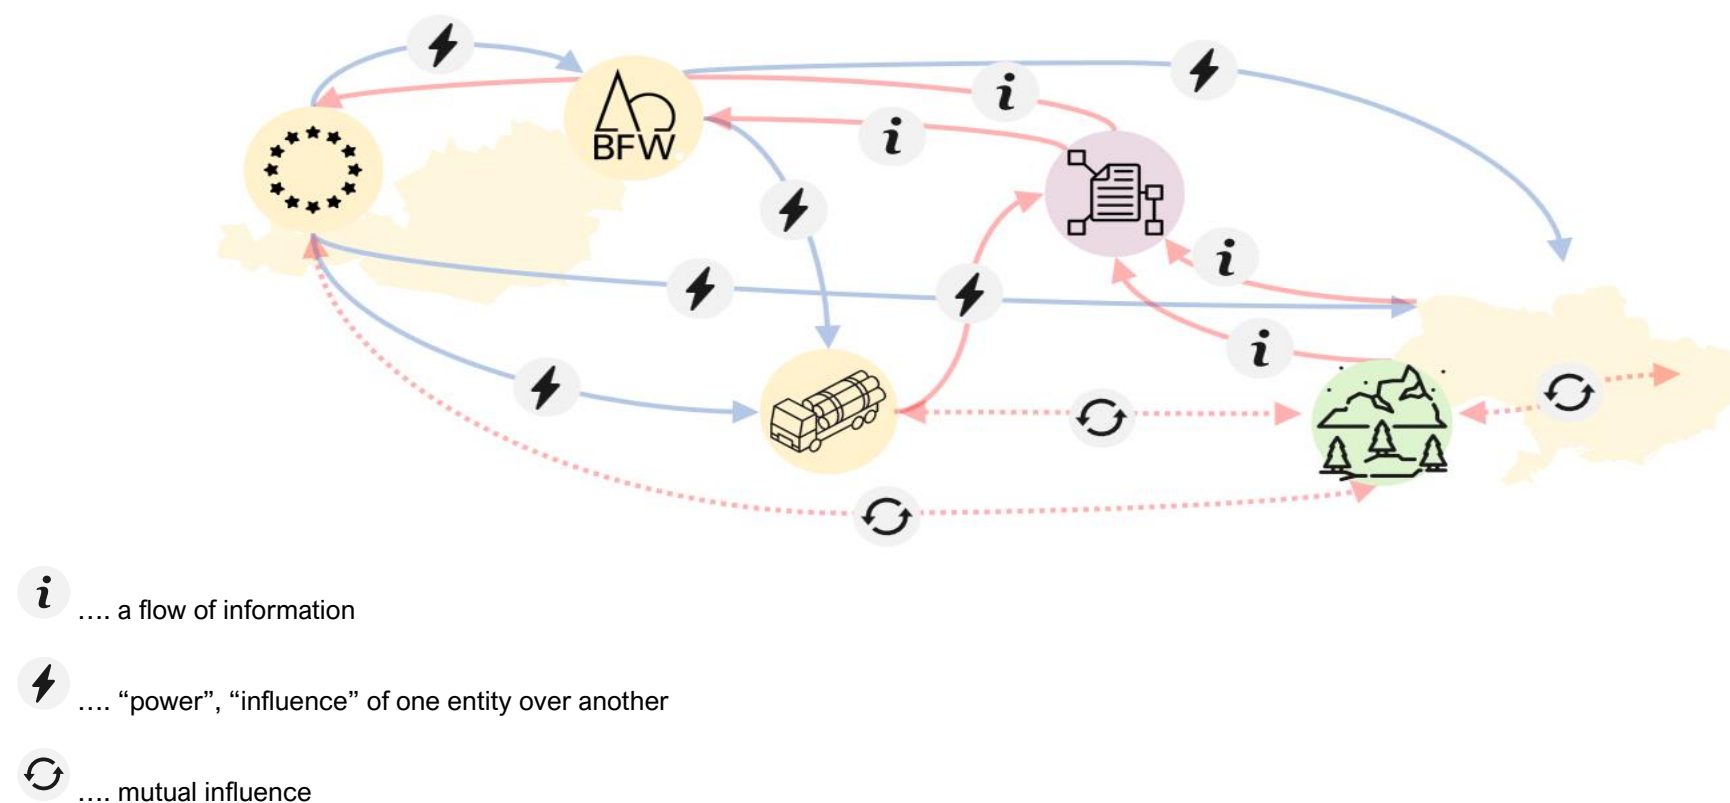 BFW
i
i
i
i
i .... a flow of information
.... “power”, “influence” of one entity over another
.... mutual influence